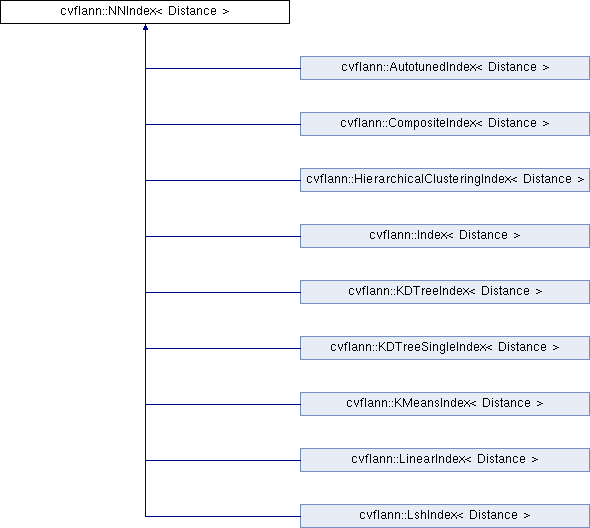 cvflann::NNIndex< Distance >
cvflann::AutotunedIndex< Distance >
cvflann::CompositeIndex< Distance >
cvflann::HierarchicalClusteringIndex< Distance >
cvflann::Index< Distance >
cvflann::KDTreeIndex< Distance >
cvflann::KDTreeSingleIndex< Distance >
cvflann::KMeansIndex< Distance >
cvflann::LinearIndex< Distance >
cvflann::LshIndex< Distance >